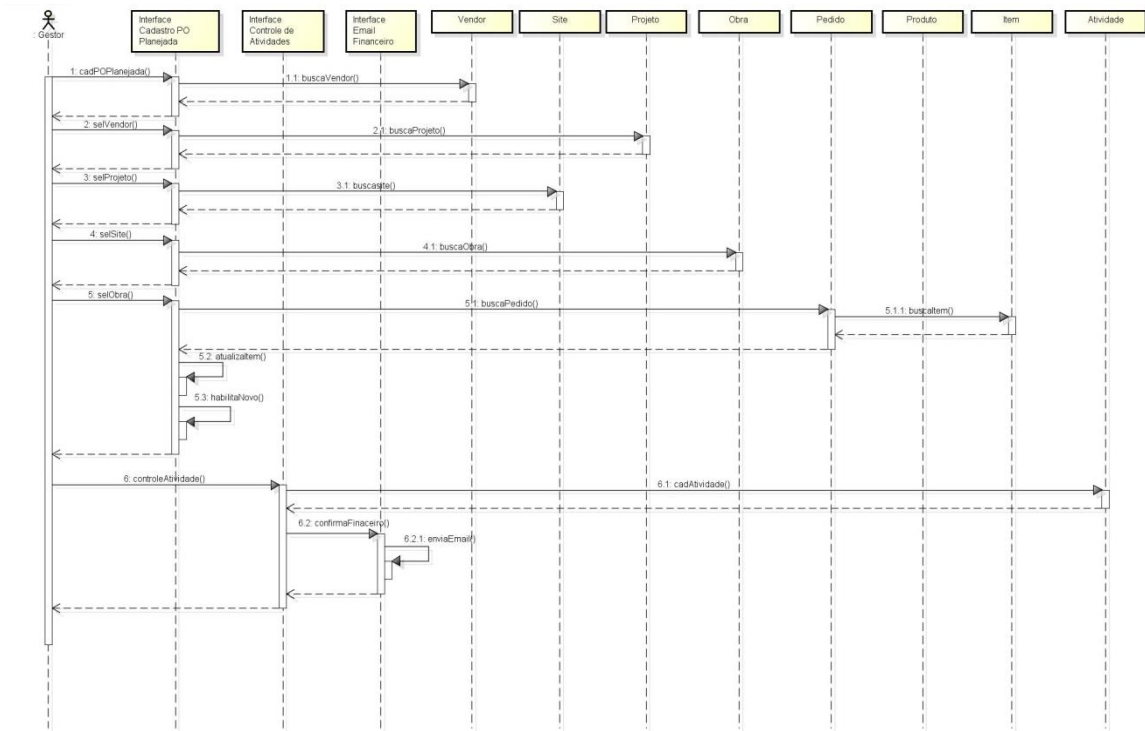 : Gestor
Interface
Cadastro PO
Planejada
Interface
Controle de
Atividades
Interface
Email
Financeiro
Vendor
Site
Projeto
Obra
Pedido
Produto
Item
Atividade
1: cadPOPlanejada()
1.1: buscaVendor()
2: selVendor()
2.1: buscaProjeto()
3: selProjeto()
3.1: buscasite()
4: selSite()
4.1: buscaObra()
5: selObra()
5.1: buscaPedido()
5.1.1: buscaItem()
5.2: atualizaItem()
5.3: habilitaNovo()
6: controleAtividade()
6.1: cadAtividade()
6.2: confirmaFinaceiro()
6.2.1: enviaEmail()